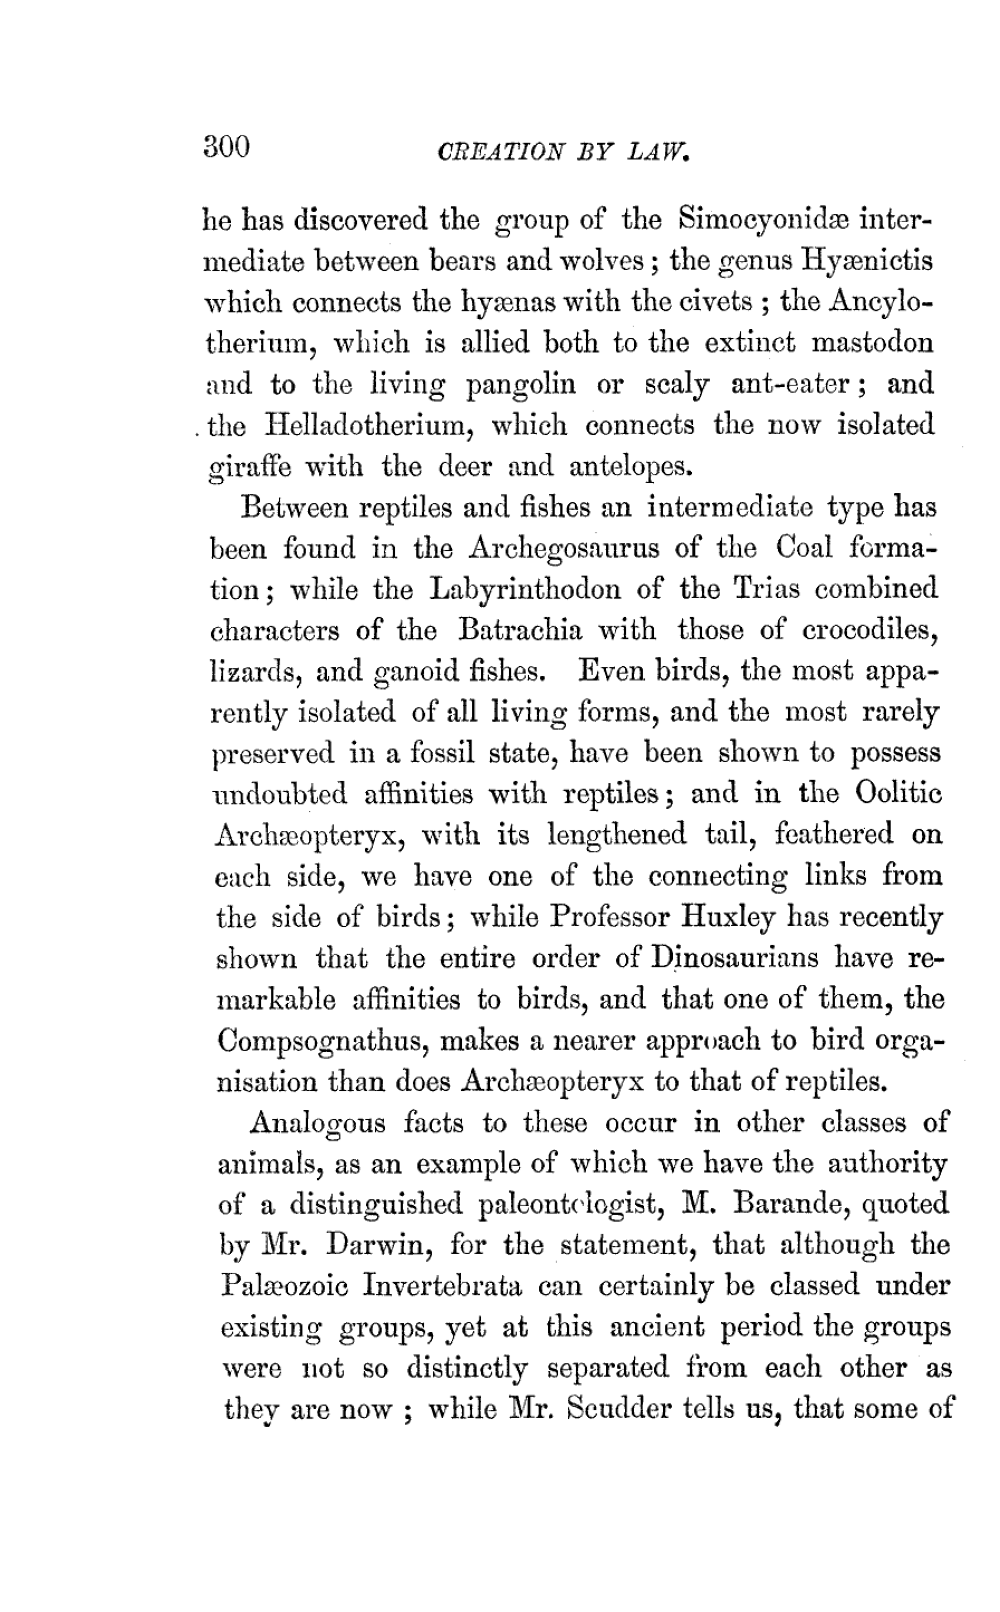 300 CREATION BY LAW.
he has discovered the group of the Simocyonidæ inter-
mediate between bears and wolves ; the genus Hyænictis
which connects the hyænas with the civets ; the Ancylo-
therium, which is allied both to the extinct mastodon
and to the living pangolin or scaly ant-eater ; and
the Helladotherium, which connects the now isolated
giraffe with the deer and antelopes.
Between reptiles and fishes an intermediate type has
been found in the Archegosaurus of the Coal forma-
tion ; while the Labyrinthodon of the Trias combined
characters of the Batrachia with those of crocodiles,
lizards, and ganoid fishes. Even birds, the most appa-
rently isolated of all living forms, and the most rarely
preserved in a fossil state, have been shown to possess
undoubted affinities with reptiles ; and in the Oolitic
Archæopteryx, with its lengthened tail, feathered on
each side, we have one of the connecting links from
the side of birds ; while Professor Huxley has recently
shown that the entire order of Dinosaurians have re-
markable affinities to birds, and that one of them, the
Compsognathus, makes a nearer approach to bird orga-
nisation than does Archæopteryx to that of reptiles.
Analogous facts to these occur in other classes of
animals, as an example of which we have the authority
of a distinguished paleontologist, M. Barande, quoted
by Mr. Darwin, for the statement, that although the
Palæozoic Invertebrata can certainly be classed under
existing groups, yet at this ancient period the groups
were not so distinctly separated from each other as
they are now ; while Mr. Scudder tells us, that some of